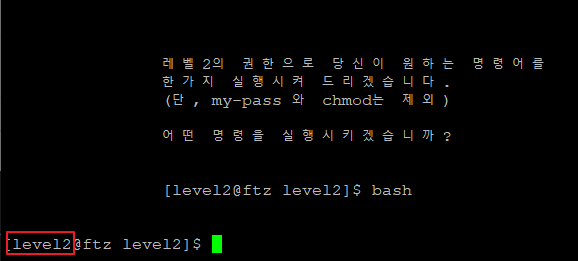 레벨2의 권한으로 당신이 원하는 명령어를
한가지 실행시켜 드리겠습니다.
(단, my-pass 와 chmod는 제외)
어떤 명령을 실행시키겠습니까?
[level2@ftz level2]$ bash
[level2@ftz level2]$